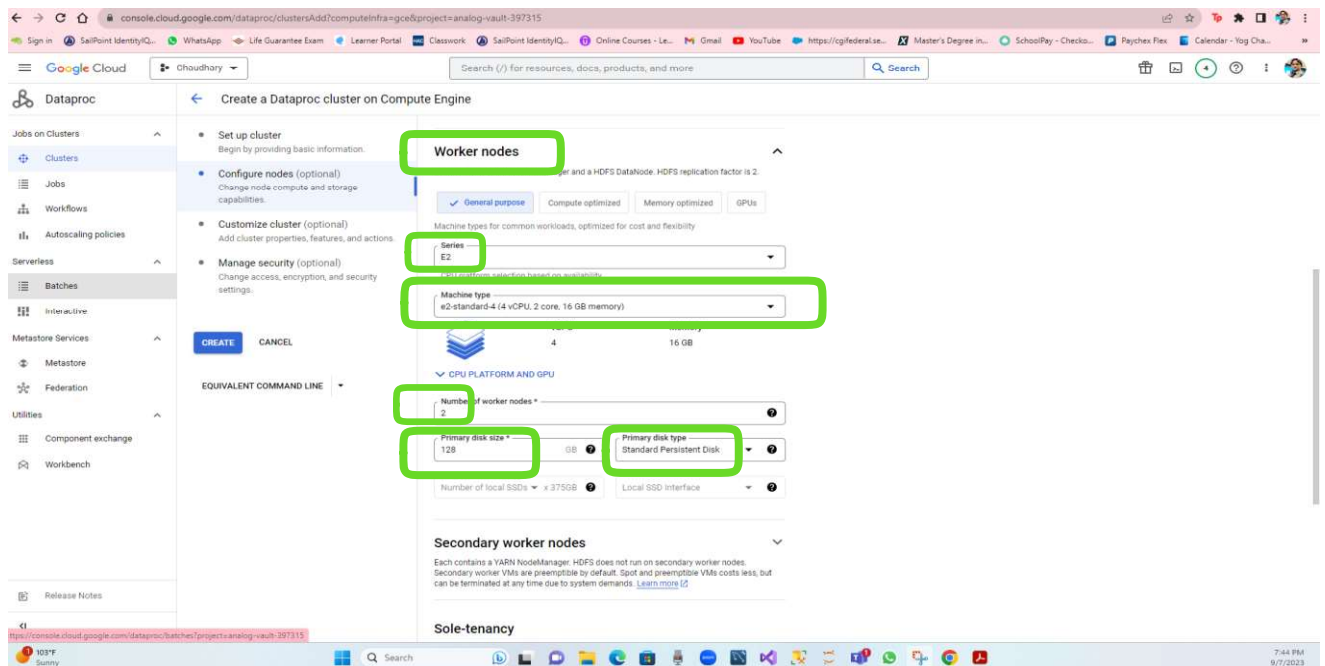 console.cloud.google.com/dataproc/clustersAdd?computeInfra=gce&project=analog-vault-397315
Sign in
SailPoint IdentityIQ...
WhatsApp
Life Guarantee Exam
Learner Portal
Classwork
SailPoint IdentityIQ...
Online Courses - Le...
Gmail
YouTube
https://cgifederal.se...
Master's Degree in...
SchoolPay - Checko...
Paychex Flex
Calendar - Yog Cha...
Google Cloud
Choudhary
Search (/) for resources, docs, products, and more
Search
4
Dataproc
Create a Dataproc cluster on Compute Engine
Jobs on Clusters
Clusters
Jobs
Workflows
Autoscaling policies
Serverless
Batches
Interactive
Metastore Services
Metastore
Federation
Utilities
Component exchange
Workbench
Release Notes
Set up cluster
Begin by providing basic information.
Configure nodes (optional)
Change node compute and storage
capabilities.
Customize cluster (optional)
Add cluster properties, features, and actions.
Manage security (optional)
Change access, encryption, and security
settings.
CREATE CANCEL
EQUIVALENT COMMAND LINE
Worker nodes
and a HDFS DataNode. HDFS replication factor is 2.
General purpose
Compute optimized
Memory optimized
GPUs
Machine types for common workloads, optimized for cost and flexibility
Series
E2
CPU platform selection based on availability
Machine type
e2-standard-4 (4 vCPU, 2 core, 16 GB memory)
Memory
4 16 GB
CPU PLATFORM AND GPU
Number of worker nodes *
2
Primary disk size *
128 GB
Primary disk type
Standard Persistent Disk
Number of local SSDs x 375GB
Local SSD Interface
Secondary worker nodes
Each contains a YARN NodeManager. HDFS does not run on secondary worker nodes.
Secondary worker VMs are preemptible by default. Spot and preemptible VMs costs less, but
can be terminated at any time due to system demands. Learn more
Sole-tenancy
ttps://console.cloud.google.com/dataproc/batches?project=analog-vault-397315
103°F
Sunny
Search
7:44 PM
9/7/2023